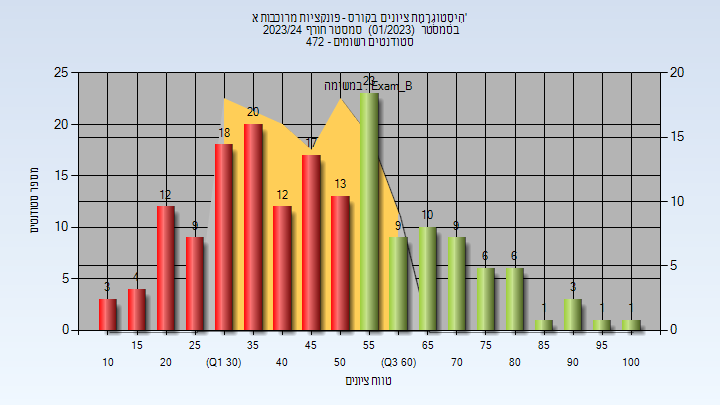 היסטוגרמת ציונים בקורס - פונקציות מרוכבות א'
בסמסטר (01/2023) סמסטר חורף 2023/24
סטודנטים רשומים - 472
במשימה: Exam_B
מספר סטודנטים
25 20 15 10 5 0
20 15 10 5 0
3 4 12 9 18 20 12 17 13 23 9 10 9 6 6 1 3 1 1
15 25 35 45 55 65 75 85 95
10 20 (Q1 30) 40 50 (Q3 60) 70 80 90 100
טווח ציונים